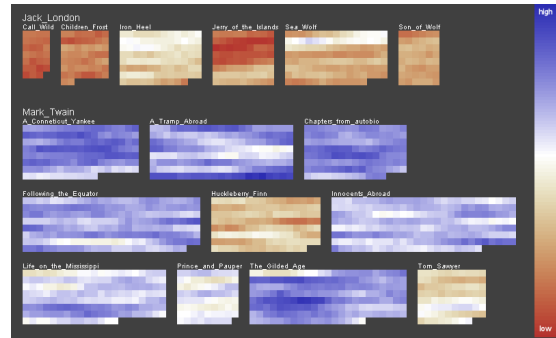 Jack_London
high
Call_Wild Children_Frost Iron_Heel Jerry_of_the_Islands Sea_Wolf Son_of_Wolf
Mark_Twain
A_Conneticut_Yankee A_Tramp_Abroad Chapters_from_autobio
Following_the_Equator Huckleberry_Finn Innocents_Abroad
Life_on_the_Mississippi Prince_and_Pauper The_Gilded_Age Tom_Sawyer
low